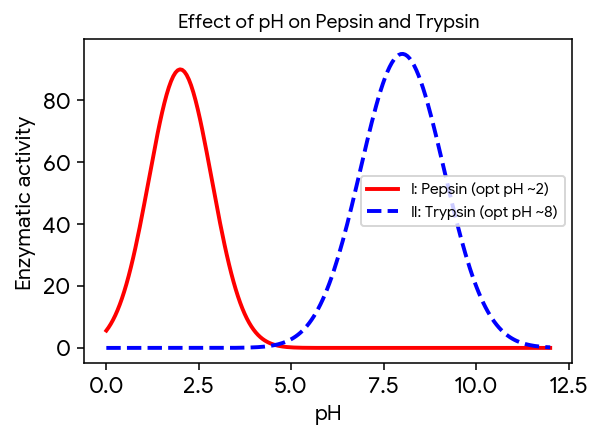 Effect of pH on Pepsin and Trypsin
Enzymatic activity
80
60
40
20
0
I: Pepsin (opt pH ~2)
II: Trypsin (opt pH ~8)
0.0 2.5 5.0 7.5 10.0 12.5
pH